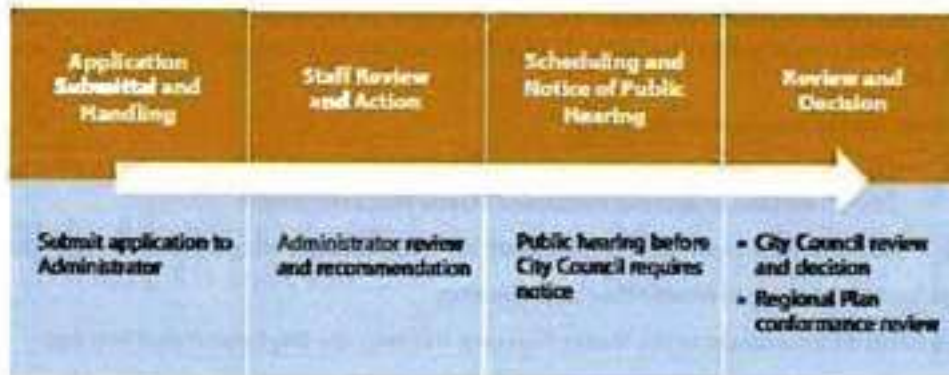 Application
Submittal and
Handling
Staff Review
and Action
Scheduling and
Notice of Public
Hearing
Review and
Decision
Submit application to
Administrator
Administrator review
and recommendation
Public hearing before
City Council requires
notice
• City Council review
and decision
• Regional Plan
conformance review